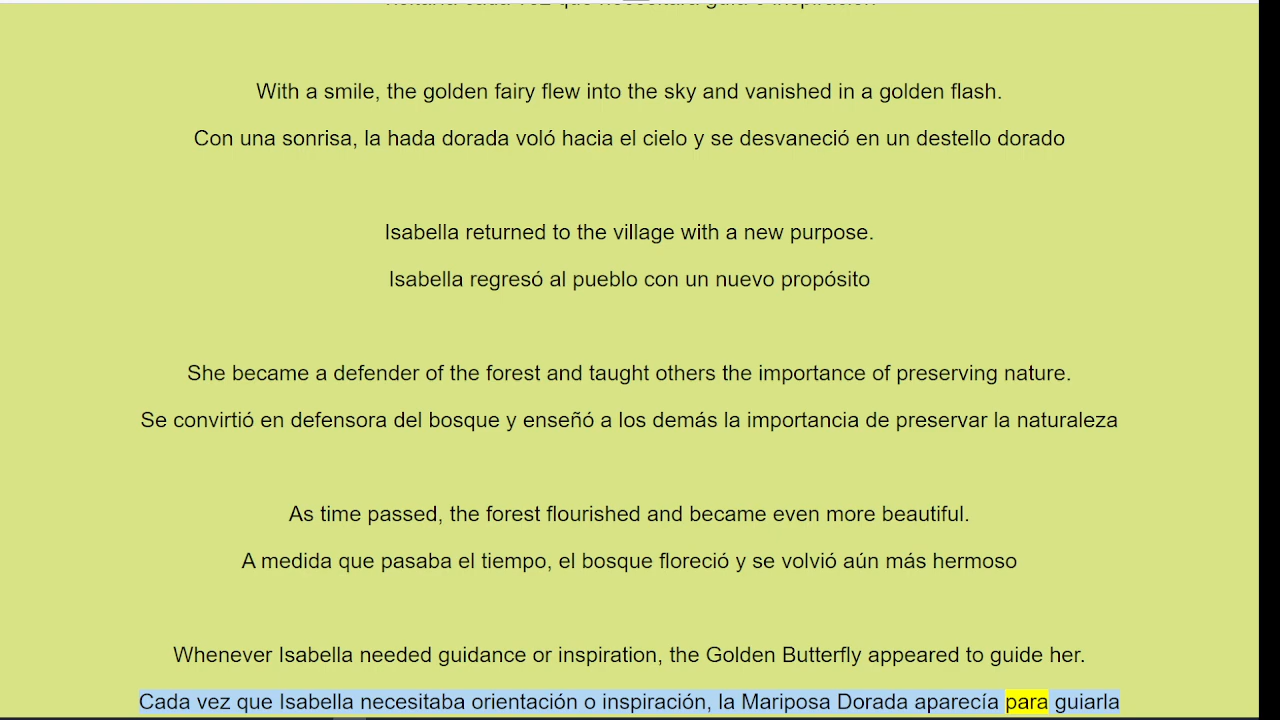 With a smile, the golden fairy flew into the sky and vanished in a golden flash.
Con una sonrisa, la hada dorada voló hacia el cielo y se desvaneció en un destello dorado
Isabella returned to the village with a new purpose.
Isabella regresó al pueblo con un nuevo propósito
She became a defender of the forest and taught others the importance of preserving nature.
Se convirtió en defensora del bosque y enseñó a los demás la importancia de preservar la naturaleza
As time passed, the forest flourished and became even more beautiful.
A medida que pasaba el tiempo, el bosque floreció y se volvió aún más hermoso
Whenever Isabella needed guidance or inspiration, the Golden Butterfly appeared to guide her.
Cada vez que Isabella necesitaba orientación o inspiración, la Mariposa Dorada aparecía para guiarla